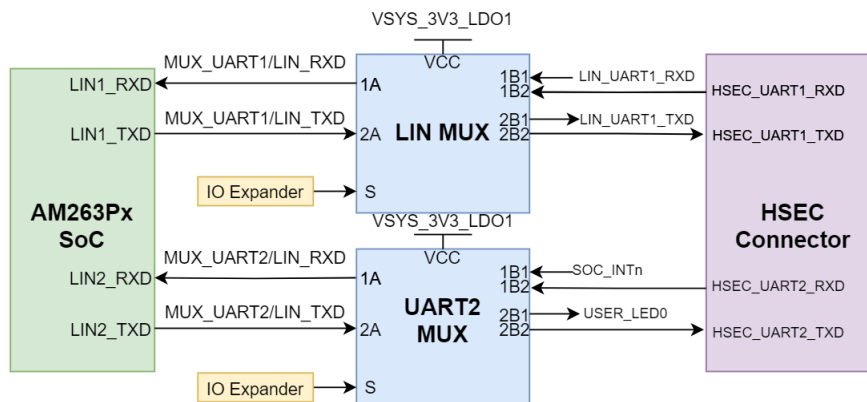 VSYS_3V3_LDO1
MUX_UART1/LIN_RXD
VCC
LIN1_RXD
1A
1B1
LIN_UART1_RXD
1B2
HSEC_UART1_RXD
MUX_UART1/LIN_TXD
2B1
LIN_UART1_TXD
LIN1_TXD
2A
LIN MUX
2B2
HSEC_UART1_TXD
IO Expander
S
AM263Px
SoC
HSEC
Connector
VSYS_3V3_LDO1
MUX_UART2/LIN_RXD
VCC
LIN2_RXD
1A
1B1
SOC_INTn
1B2
HSEC_UART2_RXD
MUX_UART2/LIN_TXD
UART2
MUX
2B1
USER_LED0
LIN2_TXD
2A
2B2
HSEC_UART2_TXD
IO Expander
S